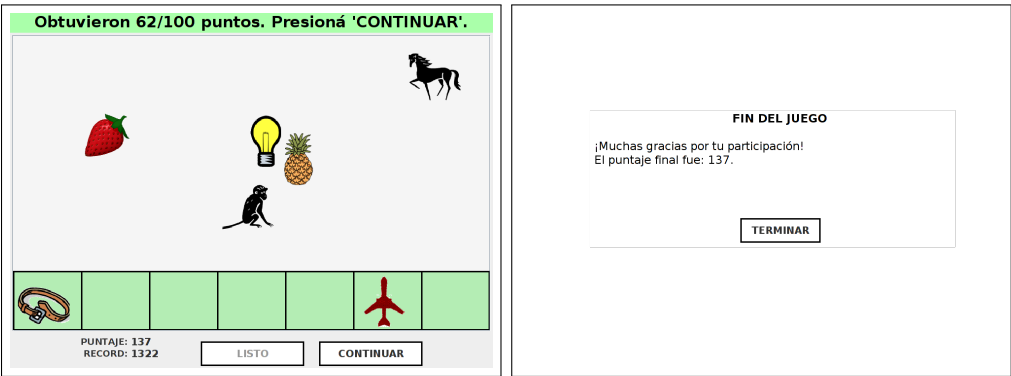 Obtuvieron 62/100 puntos. Presioná 'CONTINUAR'.
PUNTAJE: 137
RECORD: 1322
LISTO
CONTINUAR
FIN DEL JUEGO
¡Muchas gracias por tu participación!
El puntaje final fue: 137.
TERMINAR